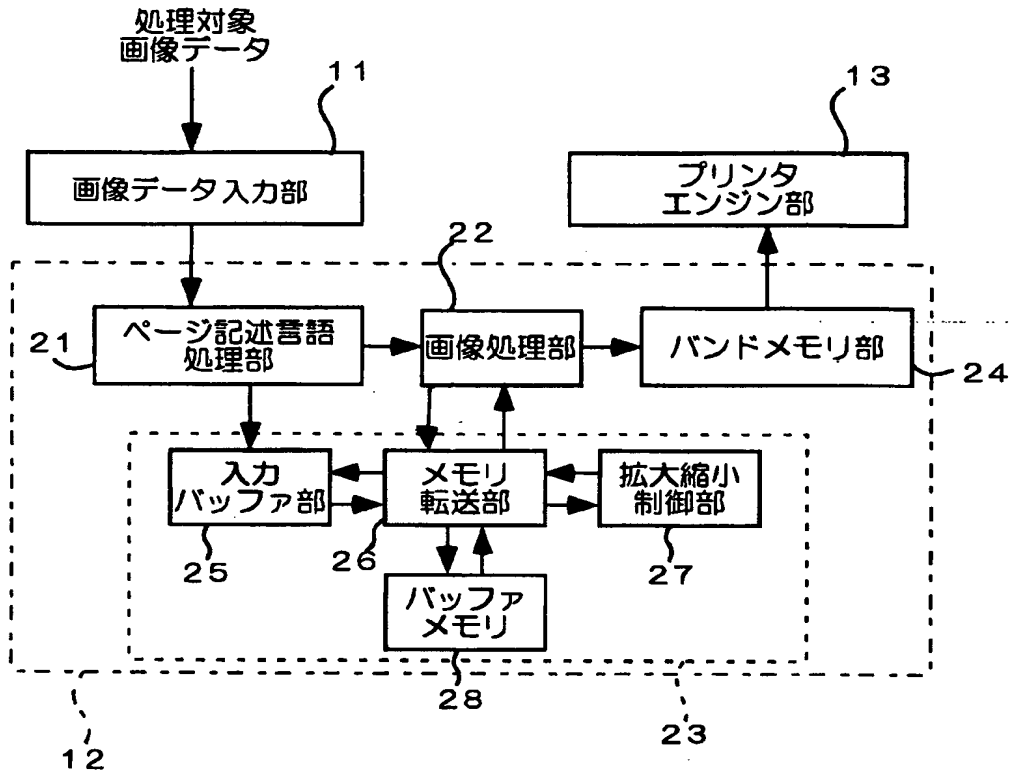 処理対象
画像データ
11
13
画像データ入力部
プリンタ
エンジン部
22
21
ページ記述言語
処理部
画像処理部
バンドメモリ部
24
入力
バッファ部
メモリ
転送部
拡大縮小
制御部
25
26
27
バッファ
メモリ
28
23
12